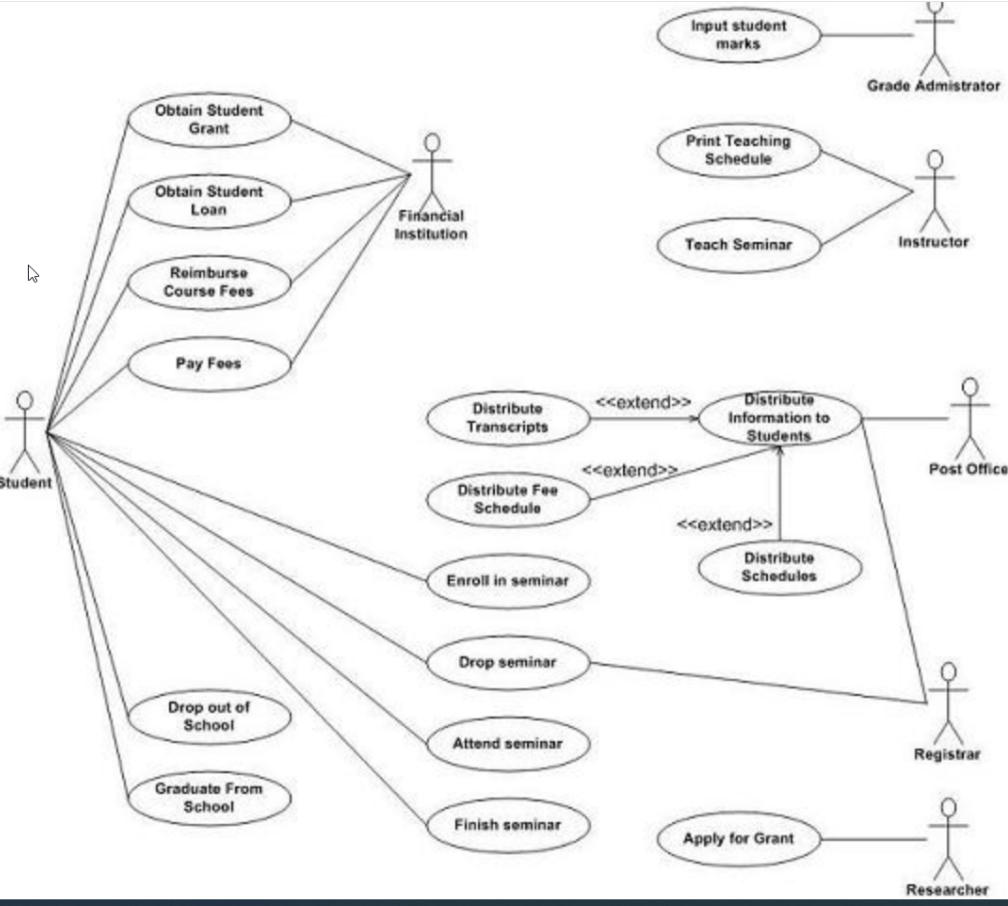 Input student
marks
Grade Admistrator
Obtain Student
Grant
Print Teaching
Schedule
Obtain Student
Loan
Financial
Institution
Teach Seminar
Instructor
Reimburse
Course Fees
Pay Fees
Distribute
Transcripts
<<extend>>
Distribute
Information to
Students
Post Office
Student
<<extend>>
Distribute Fee
Schedule
<<extend>>
Distribute
Schedules
Enroll in seminar
Drop seminar
Drop out of
School
Attend seminar
Registrar
Graduate From
School
Finish seminar
Apply for Grant
Researcher